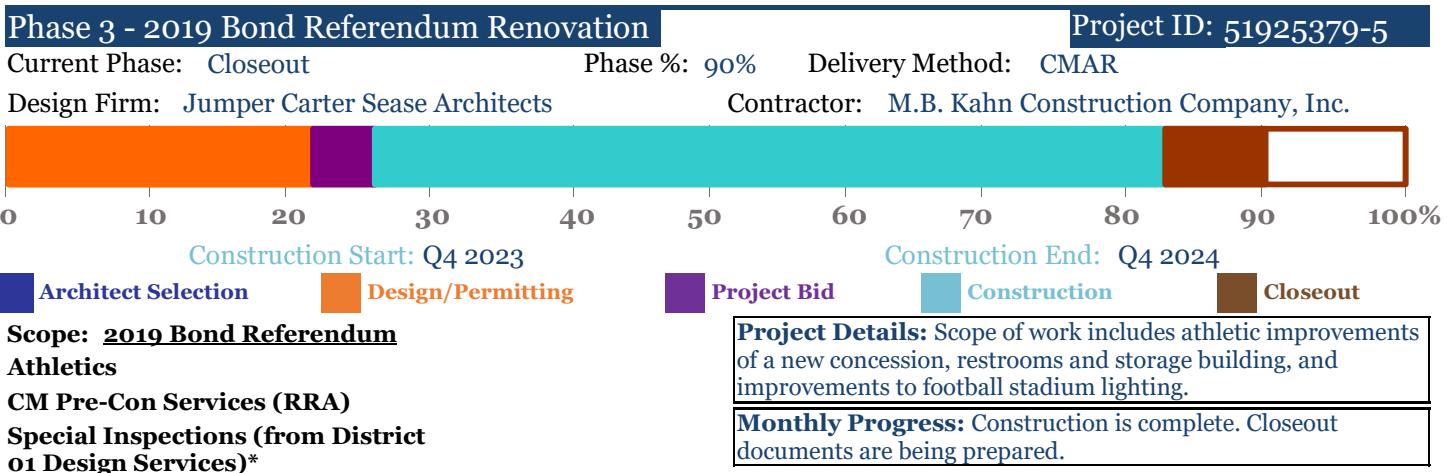 Phase 3 - 2019 Bond Referendum Renovation Project ID: 51925379-5
Current Phase: Closeout Phase %: 90% Delivery Method: CMAR
Design Firm: Jumper Carter Sease Architects Contractor: M.B. Kahn Construction Company, Inc.
0 10 20 30 40 50 60 70 80 90 100%
Construction Start: Q4 2023 Construction End: Q4 2024
Architect Selection Design/Permitting Project Bid Construction Closeout
Scope: 2019 Bond Referendum
Athletics
CM Pre-Con Services (RRA)
Special Inspections (from District
01 Design Services)*
Project Details: Scope of work includes athletic improvements
of a new concession, restrooms and storage building, and
improvements to football stadium lighting.
Monthly Progress: Construction is complete. Closeout
documents are being prepared.